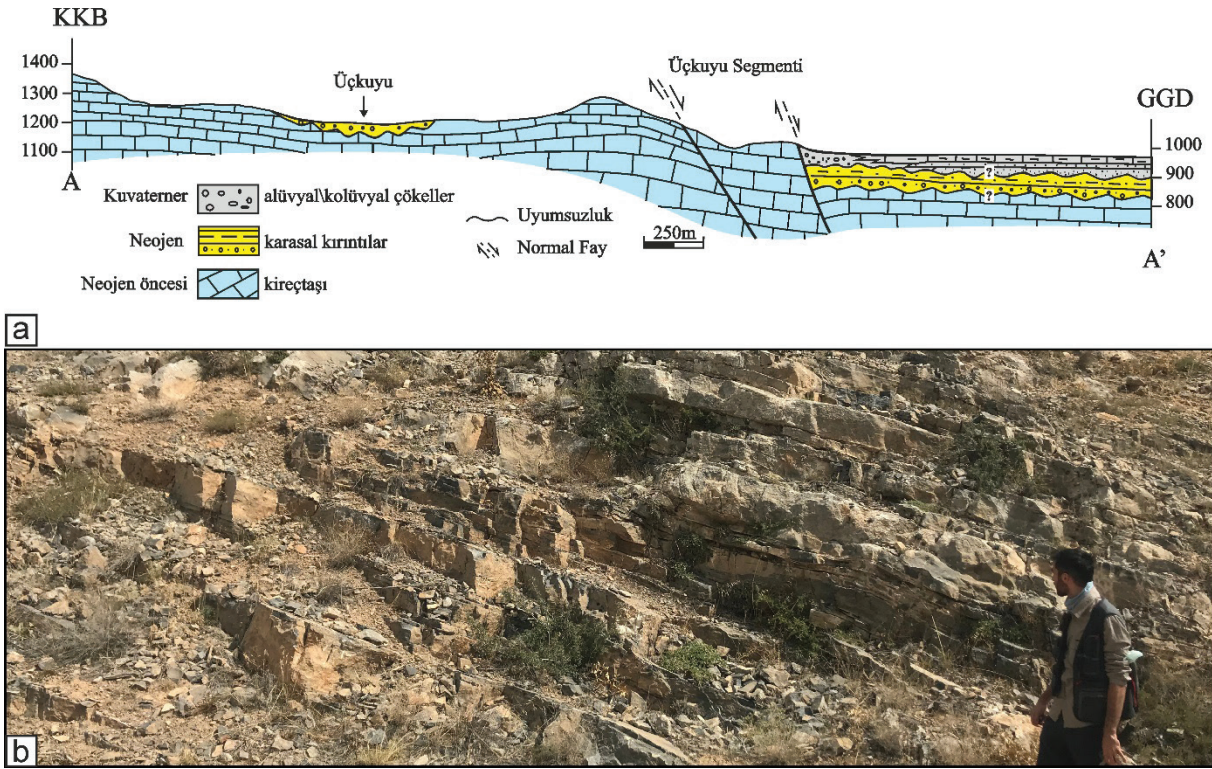 KKB
1400
1300
1200
1100
A
Üçkuyu
Üçkuyu Segmenti
GGD
1000
900
800
A’
?
?
Kuvaterner alüvyal\kolüvyal çökeller
Neojen karasal kırıntılar
Neojen öncesi kireçtaşı
Uyumsuzluk
Normal Fay
250m
a
b